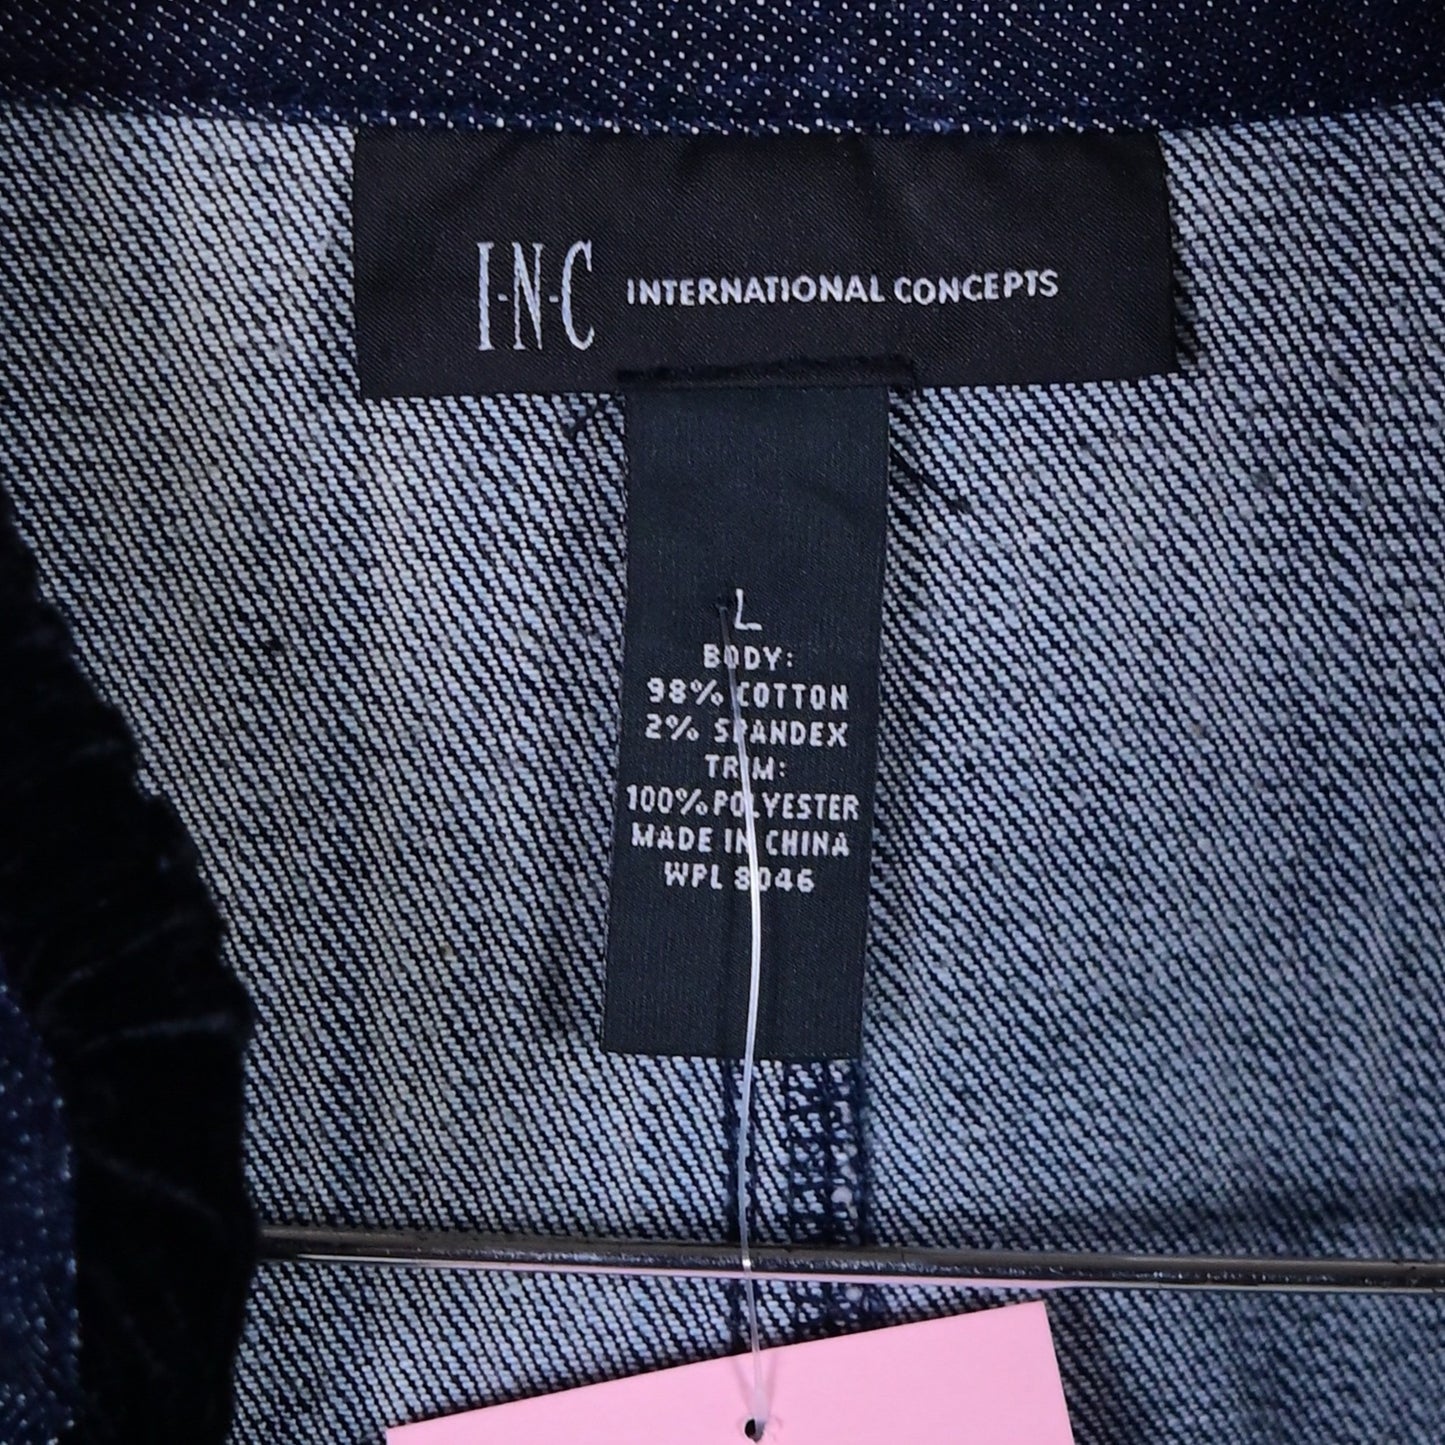 I-N-C INTERNATIONAL CONCEPTS
L
BODY:
98% COTTON
2% SPANDEX
TRIM:
100% POLYESTER
MADE IN CHINA
WPL 8046